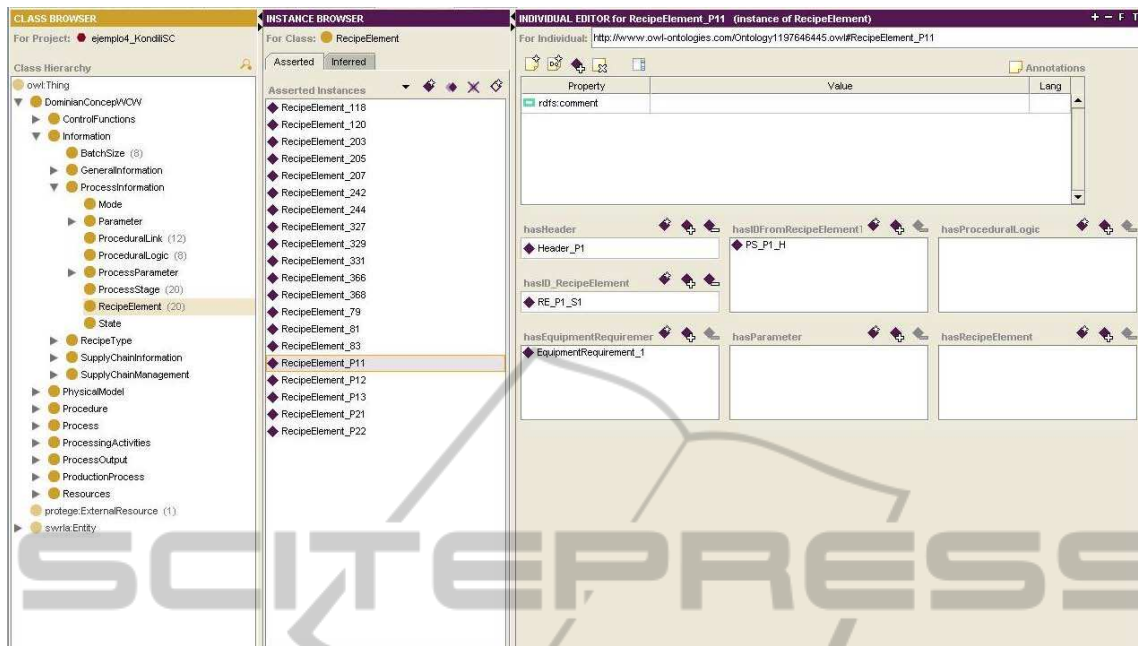 CLASS BROWSER
For Project: ejemplo4_KondiliSC
Class Hierarchy
owl:Thing
DominianConcepWCW
ControlFunctions
Information
BatchSize (8)
GeneralInformation
ProcessInformation
Mode
Parameter
ProceduralLink (12)
ProceduralLogic (8)
ProcessParameter
ProcessStage (20)
RecipeElement (20)
State
RecipeType
SupplyChainInformation
SupplyChainManagement
PhysicalModel
Procedure
Process
ProcessingActivities
ProcessOutput
ProductionProcess
Resources
protege:ExternalResource (1)
swrla:Entity
INSTANCE BROWSER
For Class: RecipeElement
Asserted Inferred
Asserted Instances
RecipeElement_118
RecipeElement_120
RecipeElement_203
RecipeElement_205
RecipeElement_207
RecipeElement_242
RecipeElement_244
RecipeElement_327
RecipeElement_329
RecipeElement_331
RecipeElement_366
RecipeElement_368
RecipeElement_79
RecipeElement_81
RecipeElement_83
RecipeElement_P11
RecipeElement_P12
RecipeElement_P13
RecipeElement_P21
RecipeElement_P22
INDIVIDUAL EDITOR for RecipeElement_P11 (instance of RecipeElement) + - F T
For Individual: http://www.owl-ontologies.com/Ontology1197646445.owl#RecipeElement_P11
Annotations
Property Value Lang
rdfs:comment
hasHeader
Header_P1
hasID_RecipeElement
RE_P1_S1
hasEquipmentRequiremer
EquipmentRequirement_1
hasIDFromRecipeElement
PS_P1_H
hasParameter
hasProceduralLogic
hasRecipeElement
SCITEPRESS